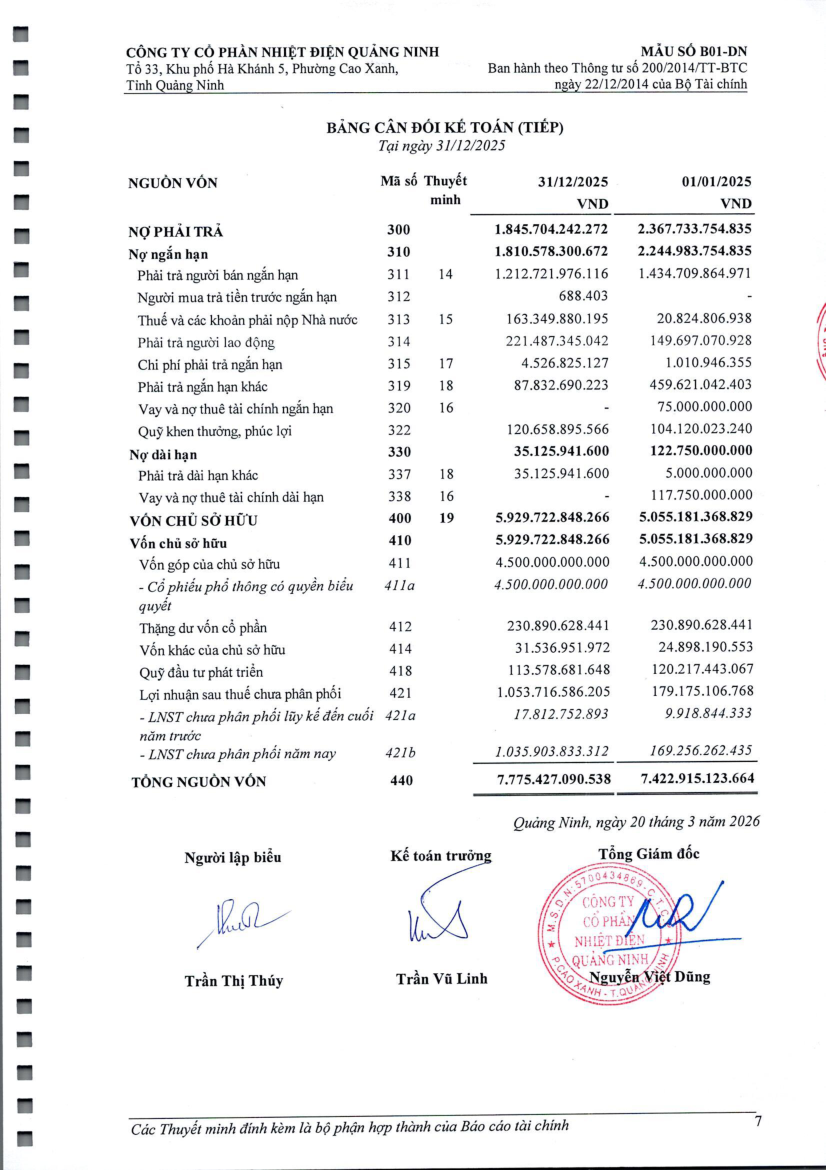 CÔNG TY CỔ PHẦN NHIỆT ĐIỆN QUẢNG NINH MẪU SỐ B01-DN
Tổ 33, Khu phố Hà Khánh 5, Phường Cao Xanh, Ban hành theo Thông tư số 200/2014/TT-BTC
Tỉnh Quảng Ninh ngày 22/12/2014 của Bộ Tài chính
BẢNG CÂN ĐỐI KẾ TOÁN (TIẾP)
Tại ngày 31/12/2025
NGUỒN VỐN Mã số Thuyết minh 31/12/2025 01/01/2025
VND VND
NỢ PHẢI TRẢ 300 1.845.704.242.272 2.367.733.754.835
Nợ ngắn hạn 310 1.810.578.300.672 2.244.983.754.835
Phải trả người bán ngắn hạn 311 14 1.212.721.976.116 1.434.709.864.971
Người mua trả tiền trước ngắn hạn 312 688.403 -
Thuế và các khoản phải nộp Nhà nước 313 15 163.349.880.195 20.824.806.938
Phải trả người lao động 314 221.487.345.042 149.697.070.928
Chi phí phải trả ngắn hạn 315 17 4.526.825.127 1.010.946.355
Phải trả ngắn hạn khác 319 18 87.832.690.223 459.621.042.403
Vay và nợ thuê tài chính ngắn hạn 320 16 - 75.000.000.000
Quỹ khen thưởng, phúc lợi 322 120.658.895.566 104.120.023.240
Nợ dài hạn 330 35.125.941.600 122.750.000.000
Phải trả dài hạn khác 337 18 35.125.941.600 5.000.000.000
Vay và nợ thuê tài chính dài hạn 338 16 - 117.750.000.000
VỐN CHỦ SỞ HỮU 400 19 5.929.722.848.266 5.055.181.368.829
Vốn chủ sở hữu 410 5.929.722.848.266 5.055.181.368.829
Vốn góp của chủ sở hữu 411 4.500.000.000.000 4.500.000.000.000
- Cổ phiếu phổ thông có quyền biểu 411a 4.500.000.000.000 4.500.000.000.000
quyết
Thặng dư vốn cổ phần 412 230.890.628.441 230.890.628.441
Vốn khác của chủ sở hữu 414 31.536.951.972 24.898.190.553
Quỹ đầu tư phát triển 418 113.578.681.648 120.217.443.067
Lợi nhuận sau thuế chưa phân phối 421 1.053.716.586.205 179.175.106.768
- LNST chưa phân phối lũy kế đến cuối 421a 17.812.752.893 9.918.844.333
năm trước
- LNST chưa phân phối năm nay 421b 1.035.903.833.312 169.256.262.435
TỔNG NGUỒN VỐN 440 7.775.427.090.538 7.422.915.123.664
Quảng Ninh, ngày 20 tháng 3 năm 2026
Người lập biểu Kế toán trưởng Tổng Giám đốc
M.S.D.N:5700434869-C.T.C.P
CÔNG TY
CỔ PHẦN
NHIỆT ĐIỆN
QUẢNG NINH
P.CAO XANH - T.QUẢNG NINH
Trần Thị Thúy Trần Vũ Linh Nguyễn Việt Dũng
Các Thuyết minh đính kèm là bộ phận hợp thành của Báo cáo tài chính 7